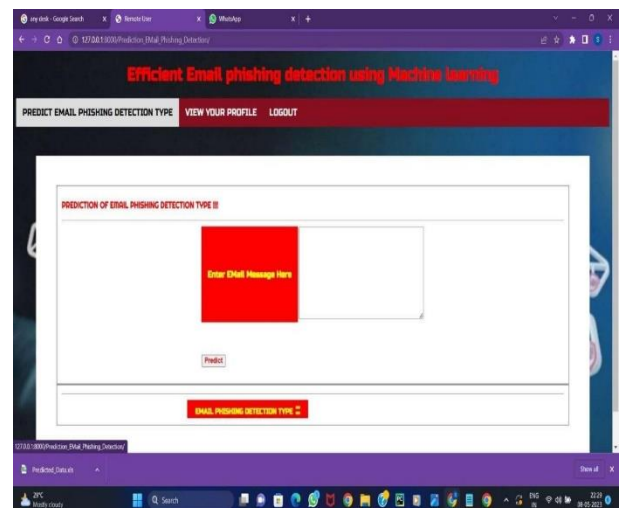 any desk - Google Search
Remote User
WhatsApp
127.0.0.1:8000/Prediction_EMail_Phishing_Detection/
Efficient Email phishing detection using Machine learning
PREDICT EMAIL PHISHING DETECTION TYPE VIEW YOUR PROFILE LOGOUT
PREDICTION OF EMAIL PHISHING DETECTION TYPE !!!
Enter EMail Message Here
Predict
EMAIL PHISHING DETECTION TYPE ::
127.0.0.1:8000/Prediction_EMail_Phishing_Detection/
Predicted_Data.xls
Show all
29°C
Mostly cloudy
Search
ENG
IN
22:29
08-05-2023